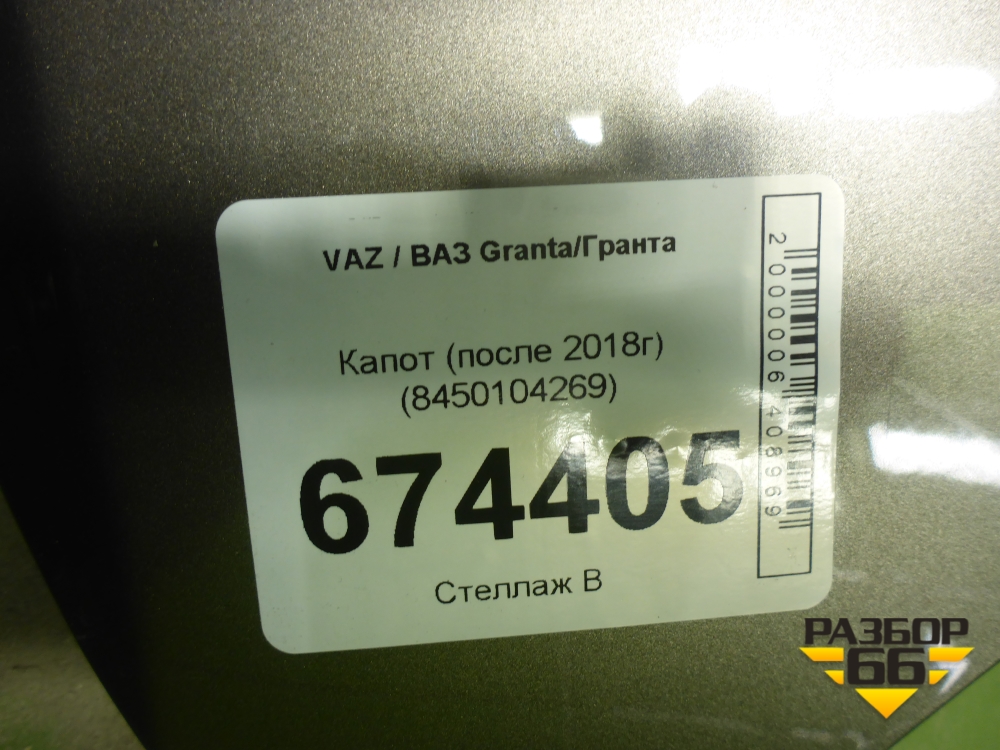 VAZ / ВАЗ Granta/Гранта
Капот (после 2018г)
(8450104269)
674405
Стеллаж В
2000006408969
РАЗБОР
66